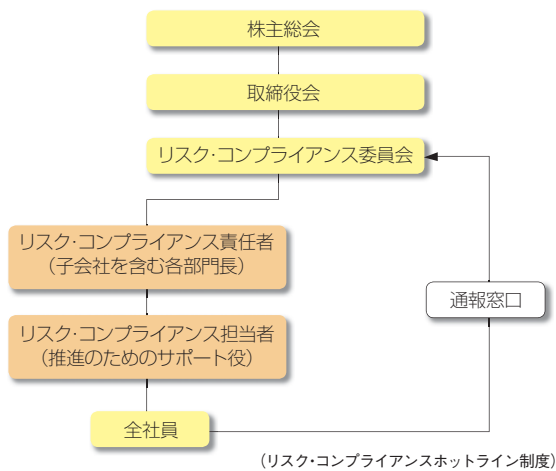 株主総会
取締役会
リスク・コンプライアンス委員会
リスク・コンプライアンス責任者
（子会社を含む各部門長）
通報窓口
リスク・コンプライアンス担当者
（推進のためのサポート役）
全社員
（リスク・コンプライアンスホットライン制度）